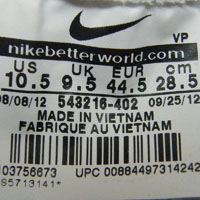 VP
nikebetterworld.com
US UK EUR cm
10.5 9.5 44.5 28.5
08/08/12 543216-402 09/25/12
MADE IN VIETNAM
FABRIQUE AU VIETNAM
UPC 00884497314242